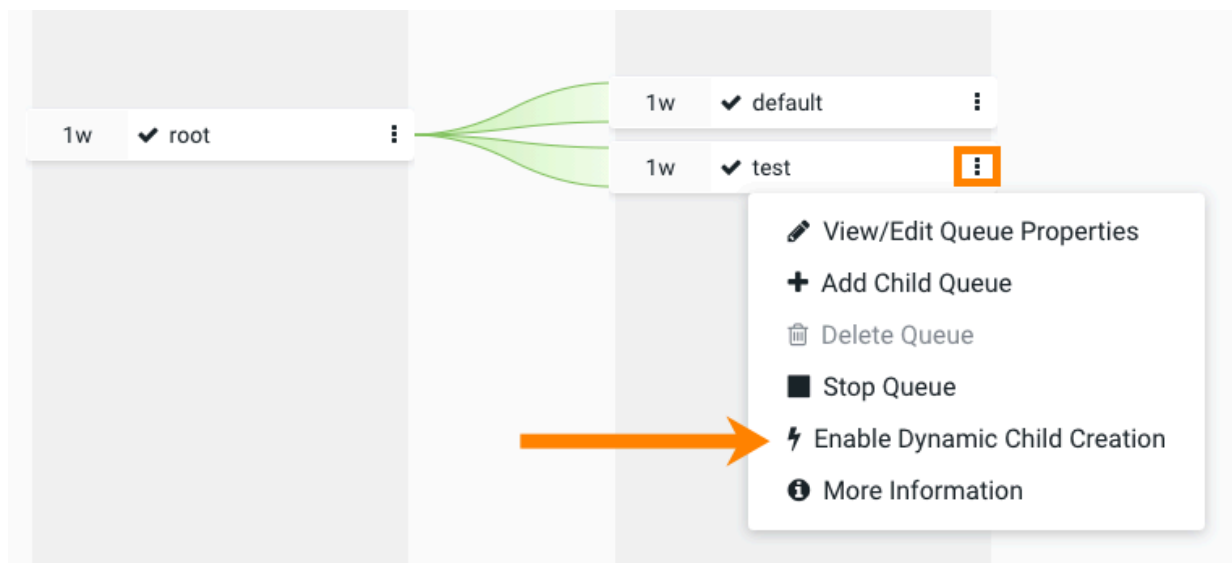 1w root
1w default
1w test
View/Edit Queue Properties
Add Child Queue
Delete Queue
Stop Queue
Enable Dynamic Child Creation
More Information